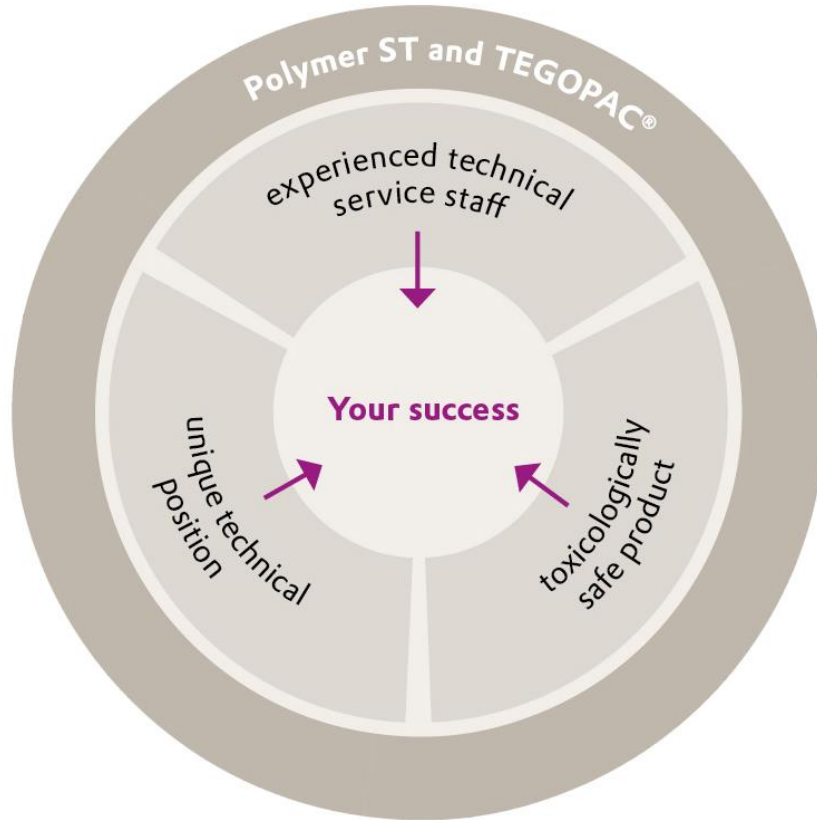 Polymer ST and TEGOPAC®
experienced technical
service staff
Your success
unique technical
position
toxicologically
safe product